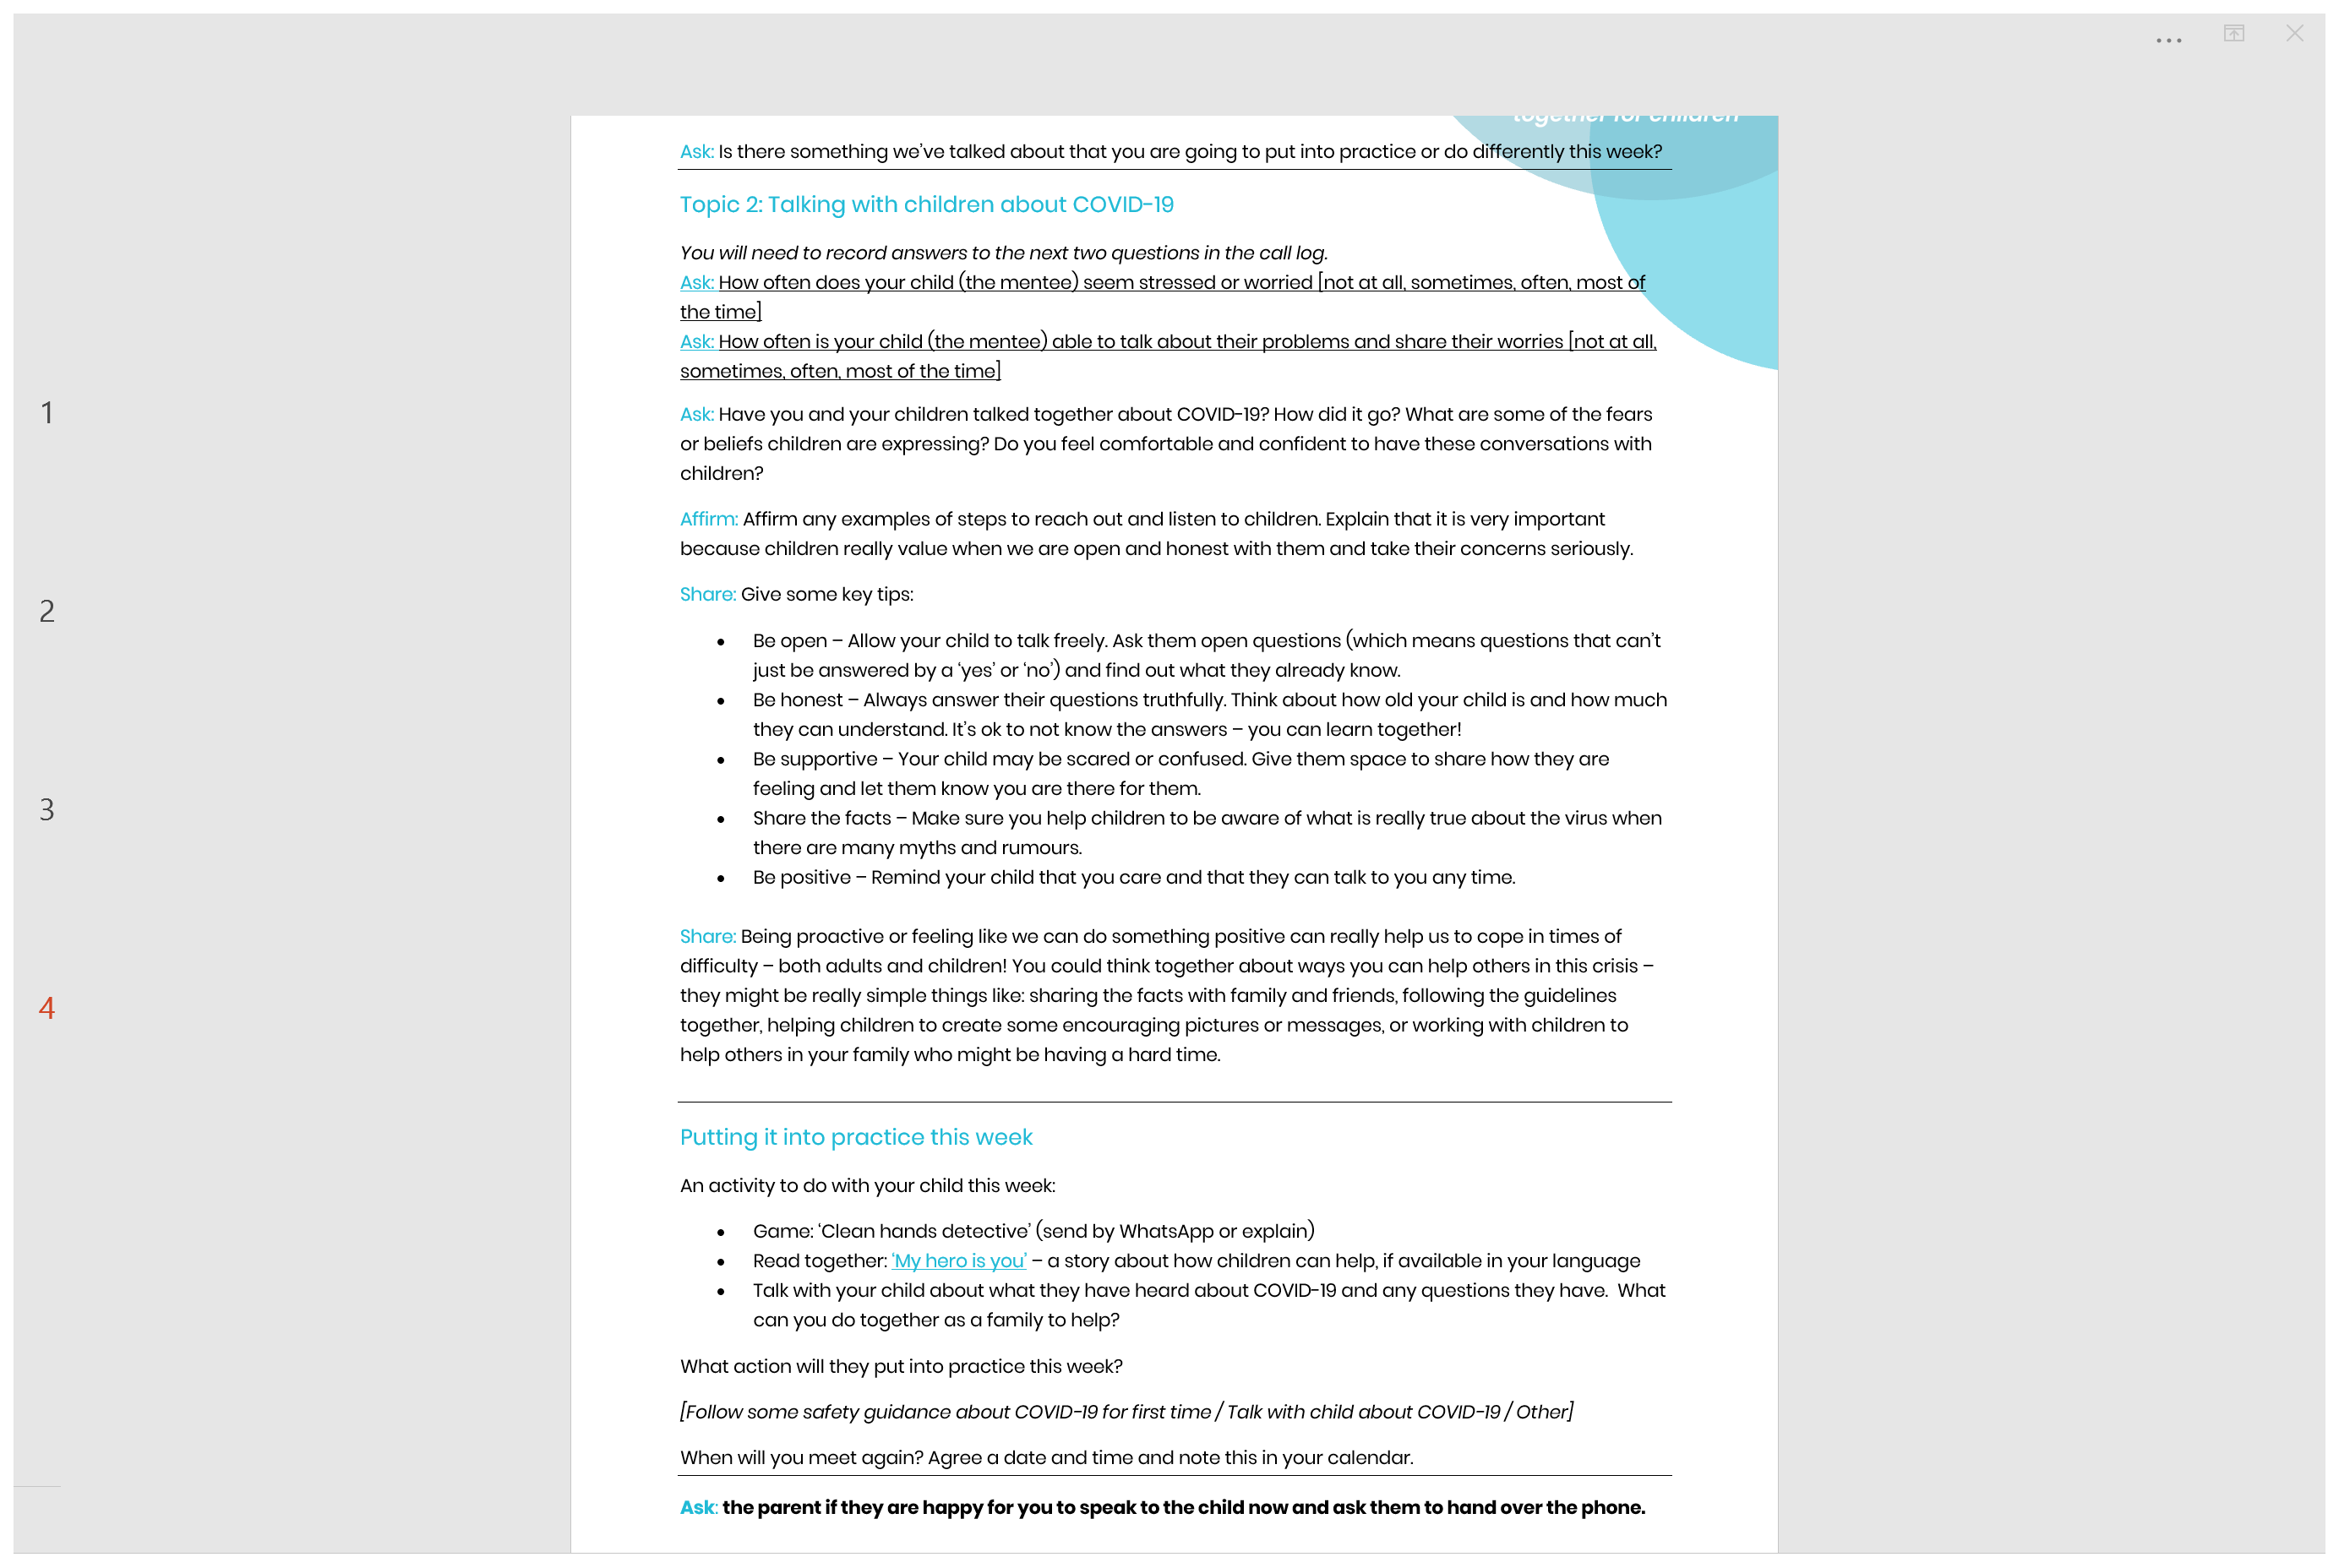 ...
together for children
Ask: Is there something we’ve talked about that you are going to put into practice or do differently this week?
Topic 2: Talking with children about COVID-19
You will need to record answers to the next two questions in the call log.
Ask: How often does your child (the mentee) seem stressed or worried [not at all, sometimes, often, most of
the time]
Ask: How often is your child (the mentee) able to talk about their problems and share their worries [not at all,
sometimes, often, most of the time]
Ask: Have you and your children talked together about COVID-19? How did it go? What are some of the fears
or beliefs children are expressing? Do you feel comfortable and confident to have these conversations with
children?
Affirm: Affirm any examples of steps to reach out and listen to children. Explain that it is very important
because children really value when we are open and honest with them and take their concerns seriously.
Share: Give some key tips:
• Be open – Allow your child to talk freely. Ask them open questions (which means questions that can’t
just be answered by a ‘yes’ or ‘no’) and find out what they already know.
• Be honest – Always answer their questions truthfully. Think about how old your child is and how much
they can understand. It’s ok to not know the answers – you can learn together!
• Be supportive – Your child may be scared or confused. Give them space to share how they are
feeling and let them know you are there for them.
• Share the facts – Make sure you help children to be aware of what is really true about the virus when
there are many myths and rumours.
• Be positive – Remind your child that you care and that they can talk to you any time.
Share: Being proactive or feeling like we can do something positive can really help us to cope in times of
difficulty – both adults and children! You could think together about ways you can help others in this crisis –
they might be really simple things like: sharing the facts with family and friends, following the guidelines
together, helping children to create some encouraging pictures or messages, or working with children to
help others in your family who might be having a hard time.
Putting it into practice this week
An activity to do with your child this week:
• Game: ‘Clean hands detective’ (send by WhatsApp or explain)
• Read together: ‘My hero is you’ – a story about how children can help, if available in your language
• Talk with your child about what they have heard about COVID-19 and any questions they have.  What
can you do together as a family to help?
What action will they put into practice this week?
[Follow some safety guidance about COVID-19 for first time / Talk with child about COVID-19 / Other]
When will you meet again? Agree a date and time and note this in your calendar.
Ask: the parent if they are happy for you to speak to the child now and ask them to hand over the phone.
1
2
3
4